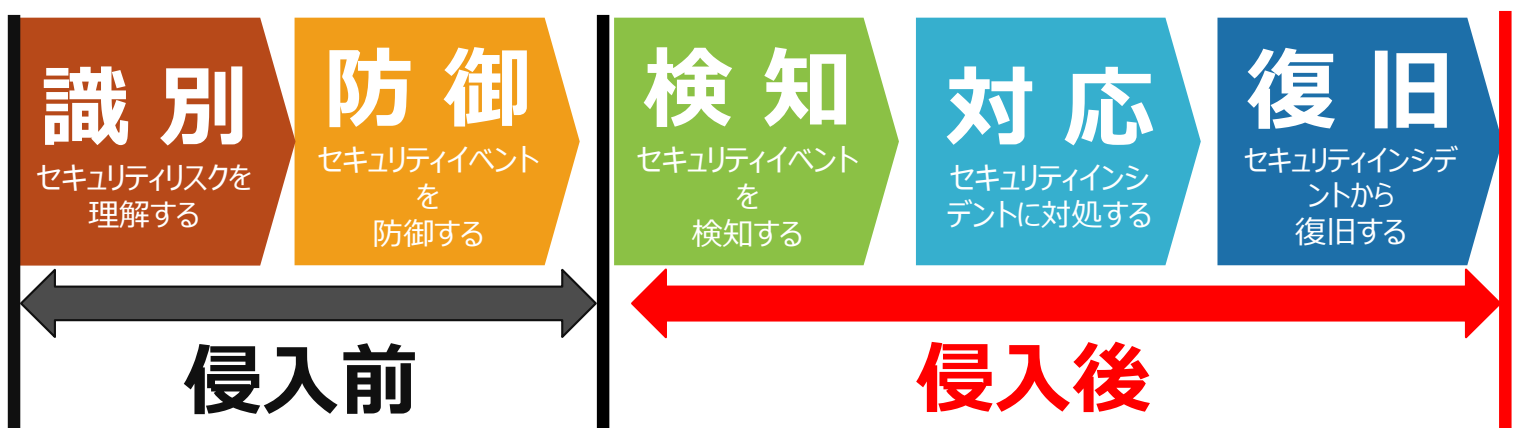 識 別
セキュリティリスクを
理解する
防 御
セキュリティイベント
を
防御する
検 知
セキュリティイベント
を
検知する
対 応
セキュリティインシ
デントに対処する
復 旧
セキュリティインシデ
ントから
復旧する
侵入前
侵入後